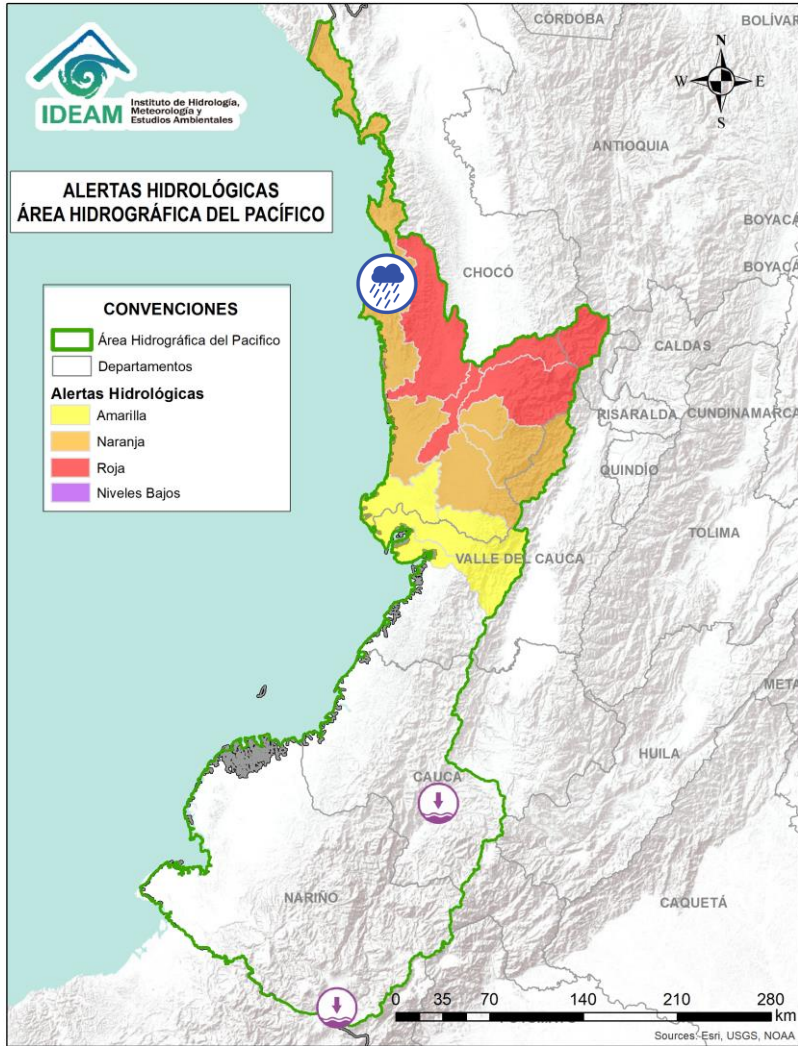 IDEAM
Instituto de Hidrología,
Meteorología y
Estudios Ambientales
ALERTAS HIDROLÓGICAS
ÁREA HIDROGRÁFICA DEL PACÍFICO
CONVENCIONES
Área Hidrográfica del Pacifico
Departamentos
Alertas Hidrológicas
Amarilla
Naranja
Roja
Niveles Bajos
N
W E
S
CÓRDOBA
BOLÍVAR
ANTIOQUIA
BOYACÁ
CHOCÓ
BOYACÁ
CALDAS
RISARALDA
CUNDINAMARCA
QUINDÍO
TOLIMA
VALLE DEL CAUCA
META
HUILA
CAUCA
NARIÑO
CAQUETÁ
0 35 70 140 210 280
km
Sources: Esri, USGS, NOAA